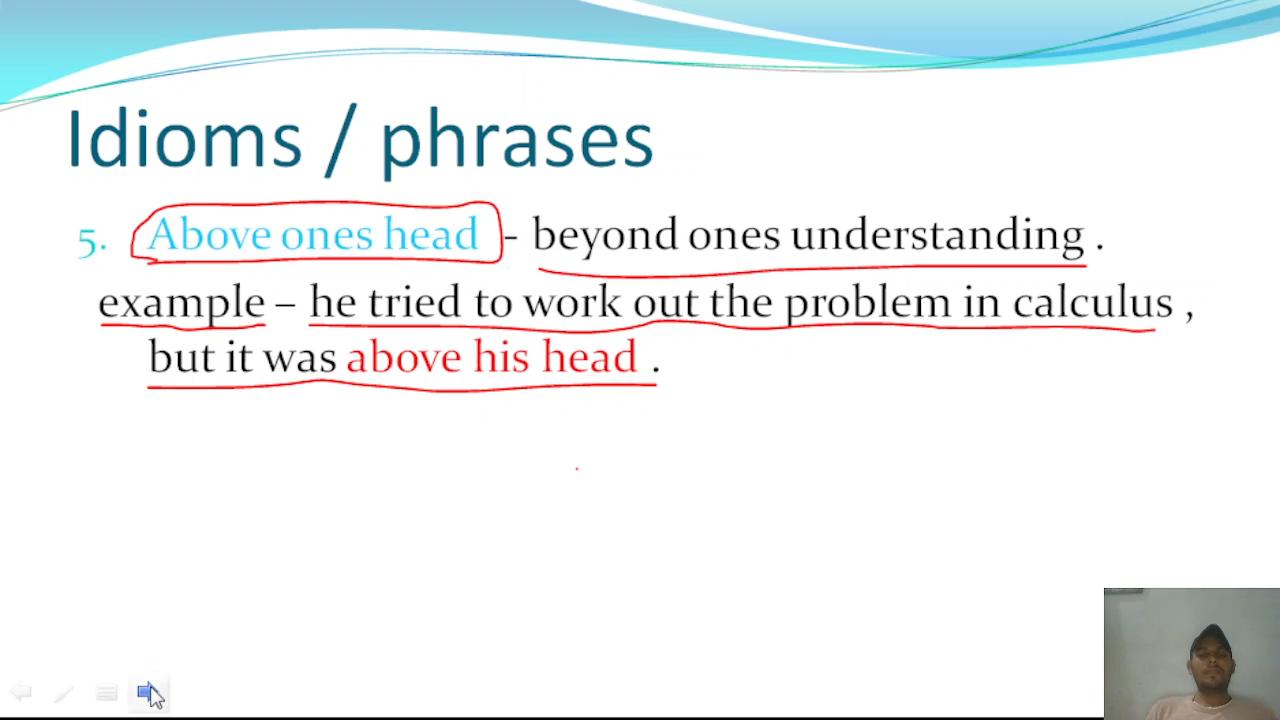 Idioms / phrases
5. Above ones head - beyond ones understanding .
example – he tried to work out the problem in calculus ,
but it was above his head .